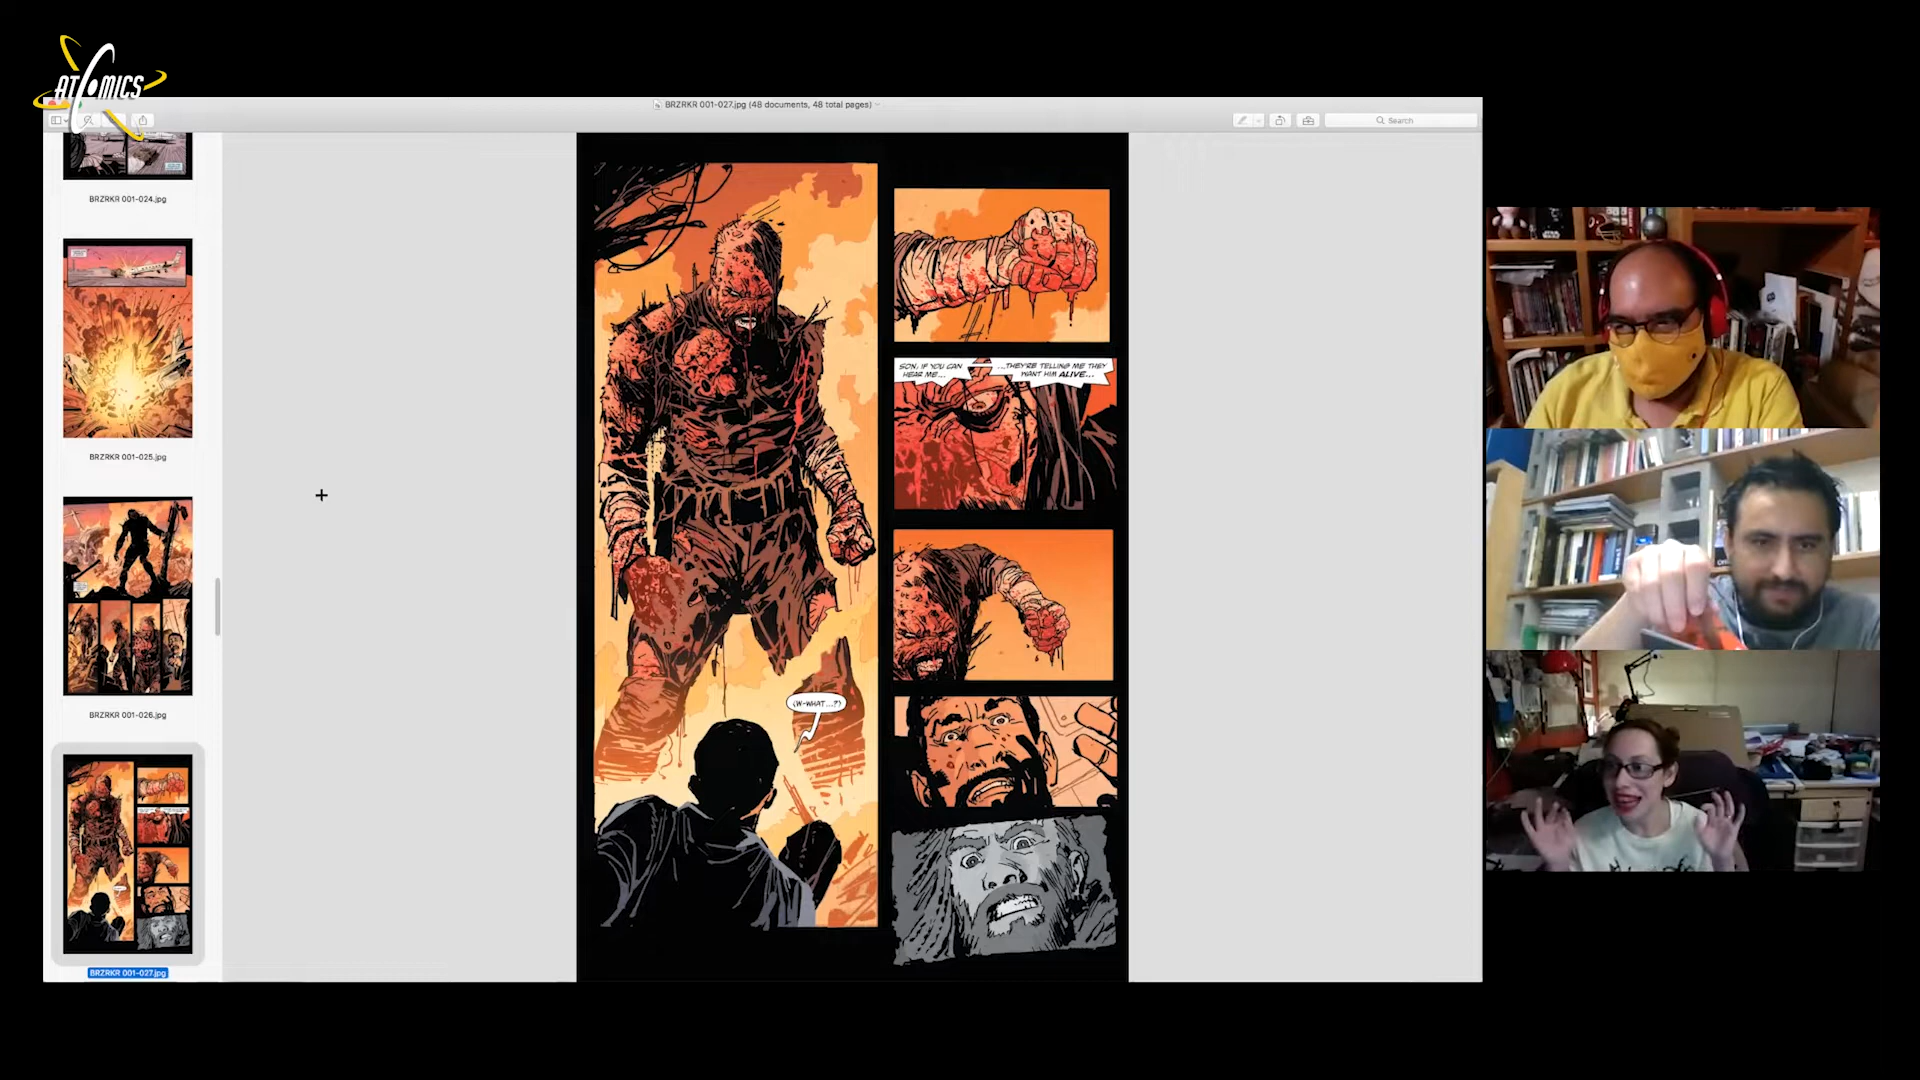 ATOMICS
BRZRKR 001-027.jpg (48 documents, 48 total pages)
Search
BRZRKR 001-024.jpg
BRZRKR 001-025.jpg
BRZRKR 001-026.jpg
BRZRKR 001-027.jpg
SON, IF YOU CAN
HEAR ME...
...THEY'RE TELLING ME THEY
WANT HIM ALIVE...
(W-WHAT...?)